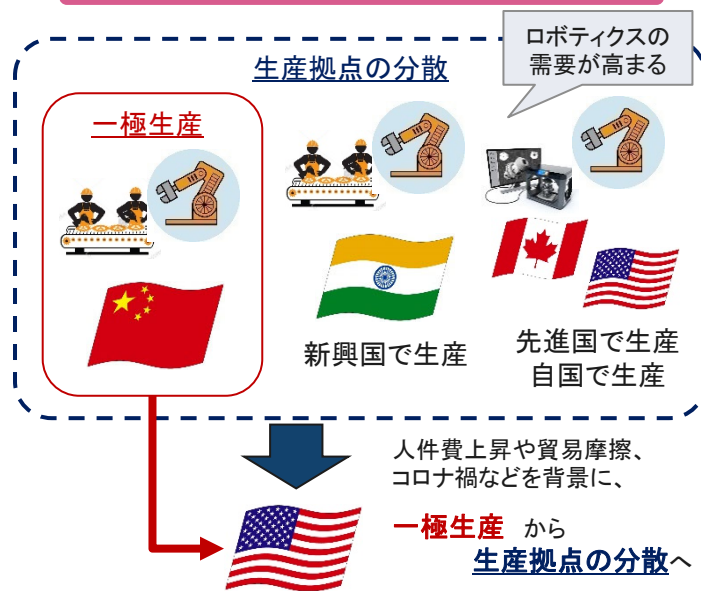 ロボティクスの
需要が高まる
生産拠点の分散
一極生産
新興国で生産
先進国で生産
自国で生産
人件費上昇や貿易摩擦、
コロナ禍などを背景に、
一極生産 から
生産拠点の分散へ